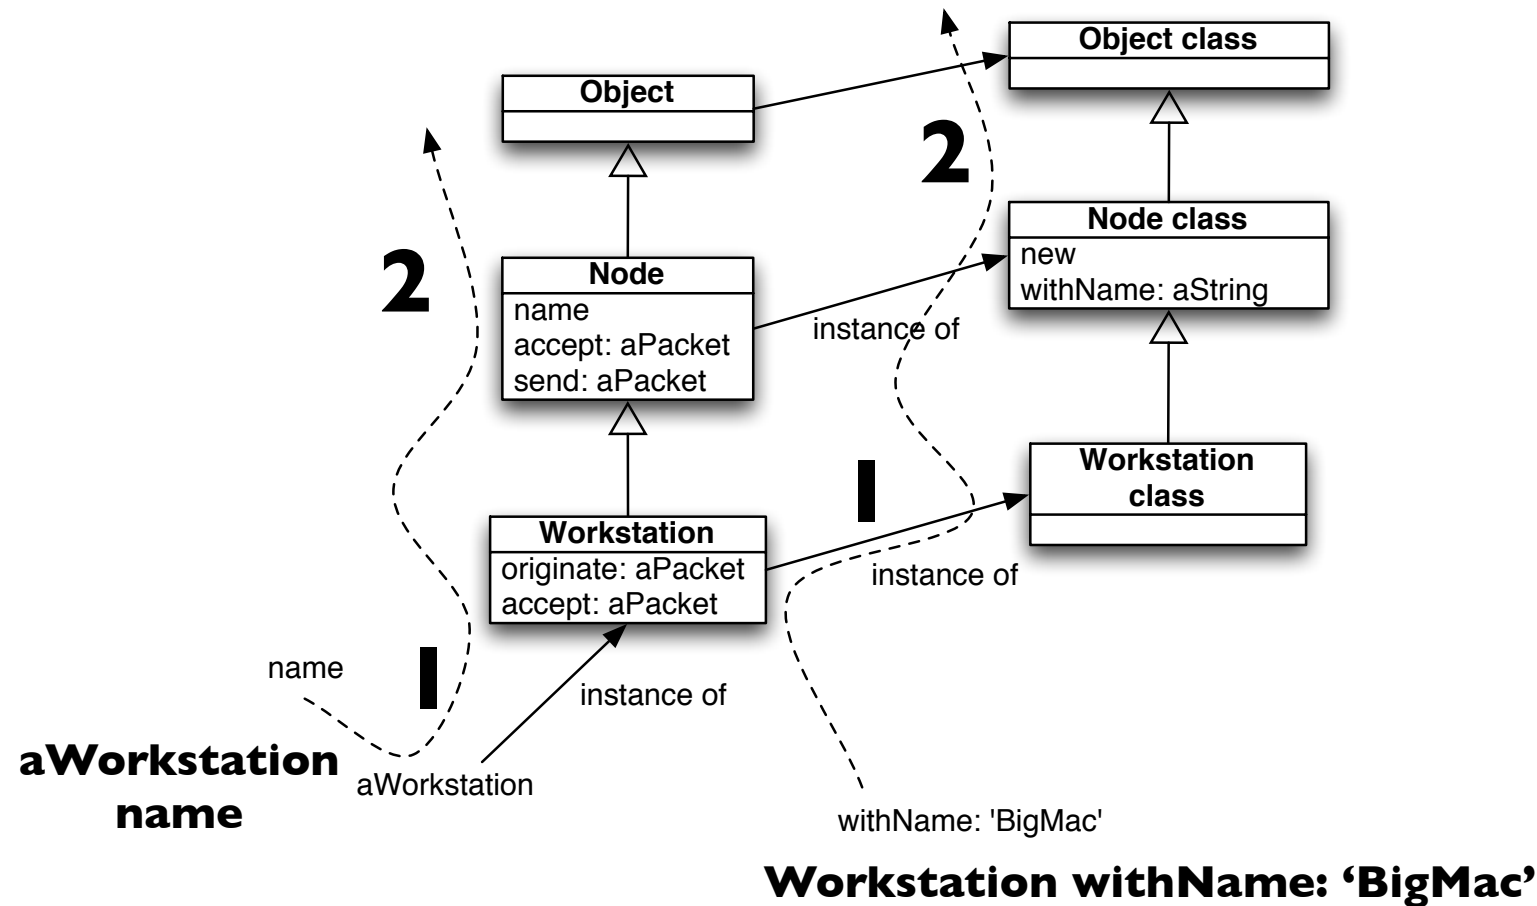 Object class
Object
2
Node class
new
withName: aString
2
Node
name
accept: aPacket
send: aPacket
instance of
1
Workstation
class
Workstation
originate: aPacket
accept: aPacket
instance of
name
1
instance of
aWorkstation
name
aWorkstation
withName: 'BigMac'
Workstation withName: ‘BigMac’